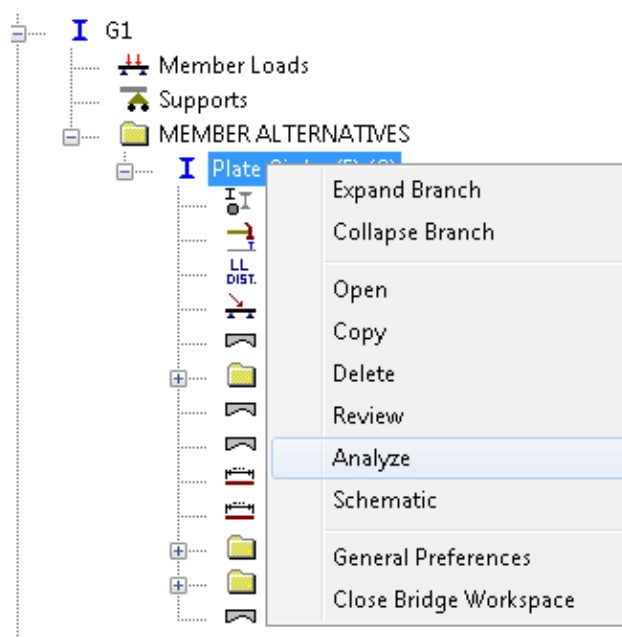 G1
Member Loads
Supports
MEMBER ALTERNATIVES
Plate
LL
DIST.
Expand Branch
Collapse Branch
Open
Copy
Delete
Review
Analyze
Schematic
General Preferences
Close Bridge Workspace